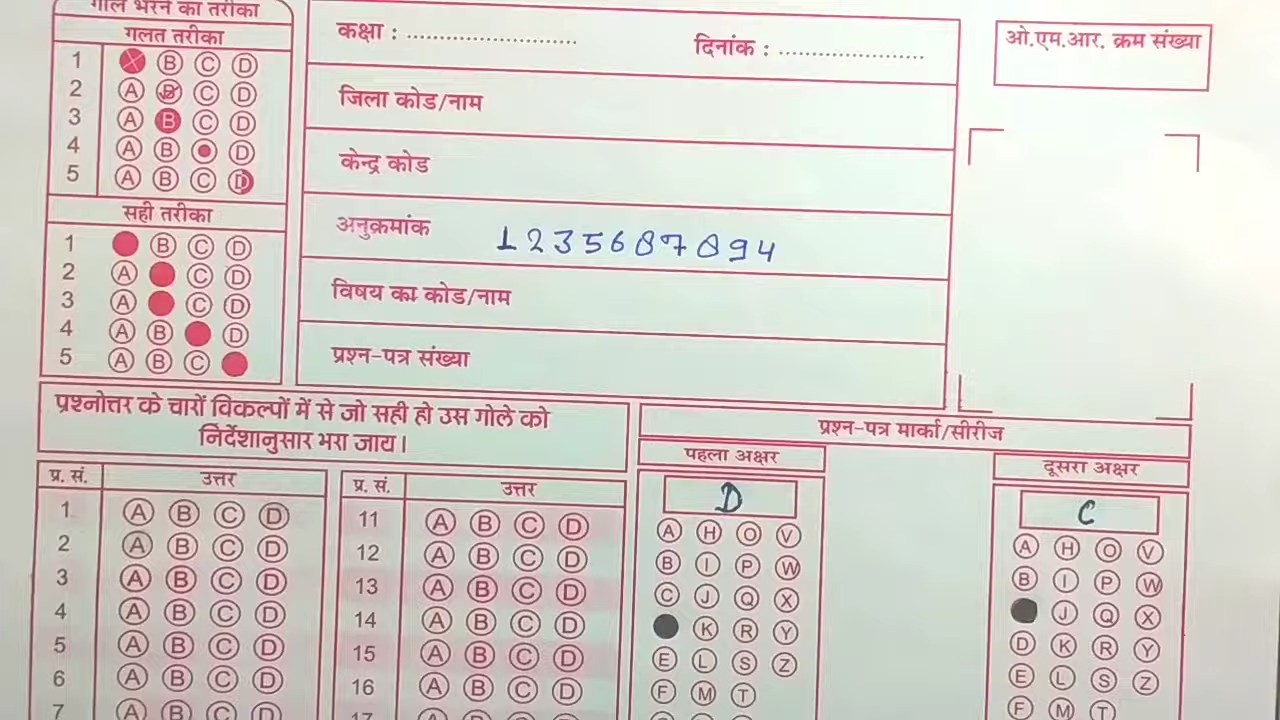 गोले भरने का तरीका
गलत तरीका
1 B C D
2 A B C D
3 A B C D
4 A B D
5 A B C D
सही तरीका
1 B C D
2 A C D
3 A C D
4 A B D
5 A B C
कक्षा : ............................ दिनांक : ........................
जिला कोड/नाम
केन्द्र कोड
अनुक्रमांक
विषय का कोड/नाम
प्रश्न-पत्र संख्या
ओ.एम.आर. क्रम संख्या
प्रश्नोत्तर के चारों विकल्पों में से जो सही हो उस गोले को
निर्देशानुसार भरा जाय।
प्र. सं. उत्तर
1 A B C D
2 A B C D
3 A B C D
4 A B C D
5 A B C D
6 A B C D
7 A B C D
प्र. सं. उत्तर
11 A B C D
12 A B C D
13 A B C D
14 A B C D
15 A B C D
16 A B C D
17 A B C D
प्रश्न-पत्र मार्का/सीरीज
पहला अक्षर
D
A H O V
B I P W
C J Q X
K R Y
E L S Z
F M T
दूसरा अक्षर
C
A H O V
B I P W
J Q X
D K R Y
E L S Z
F M T